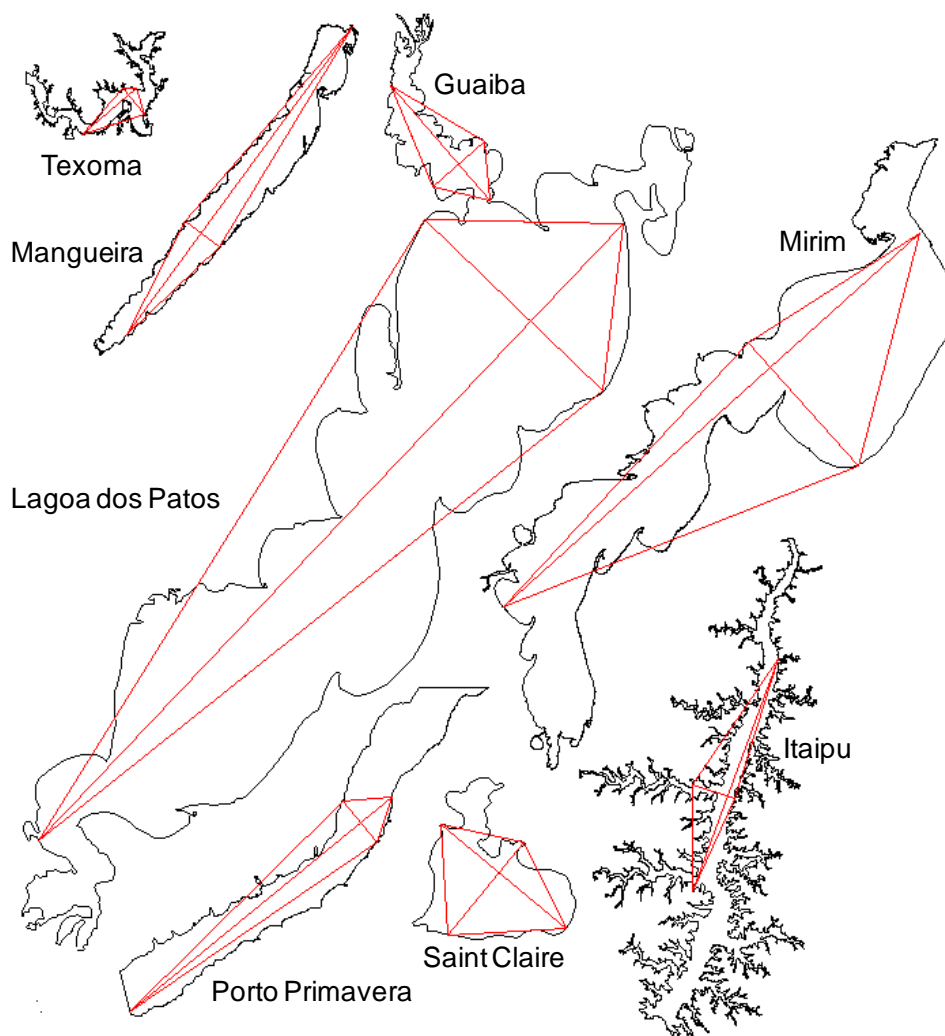 Guaiba
Texoma
Mangueira
Mirim
Lagoa dos Patos
Itaipu
Saint Claire
Porto Primavera